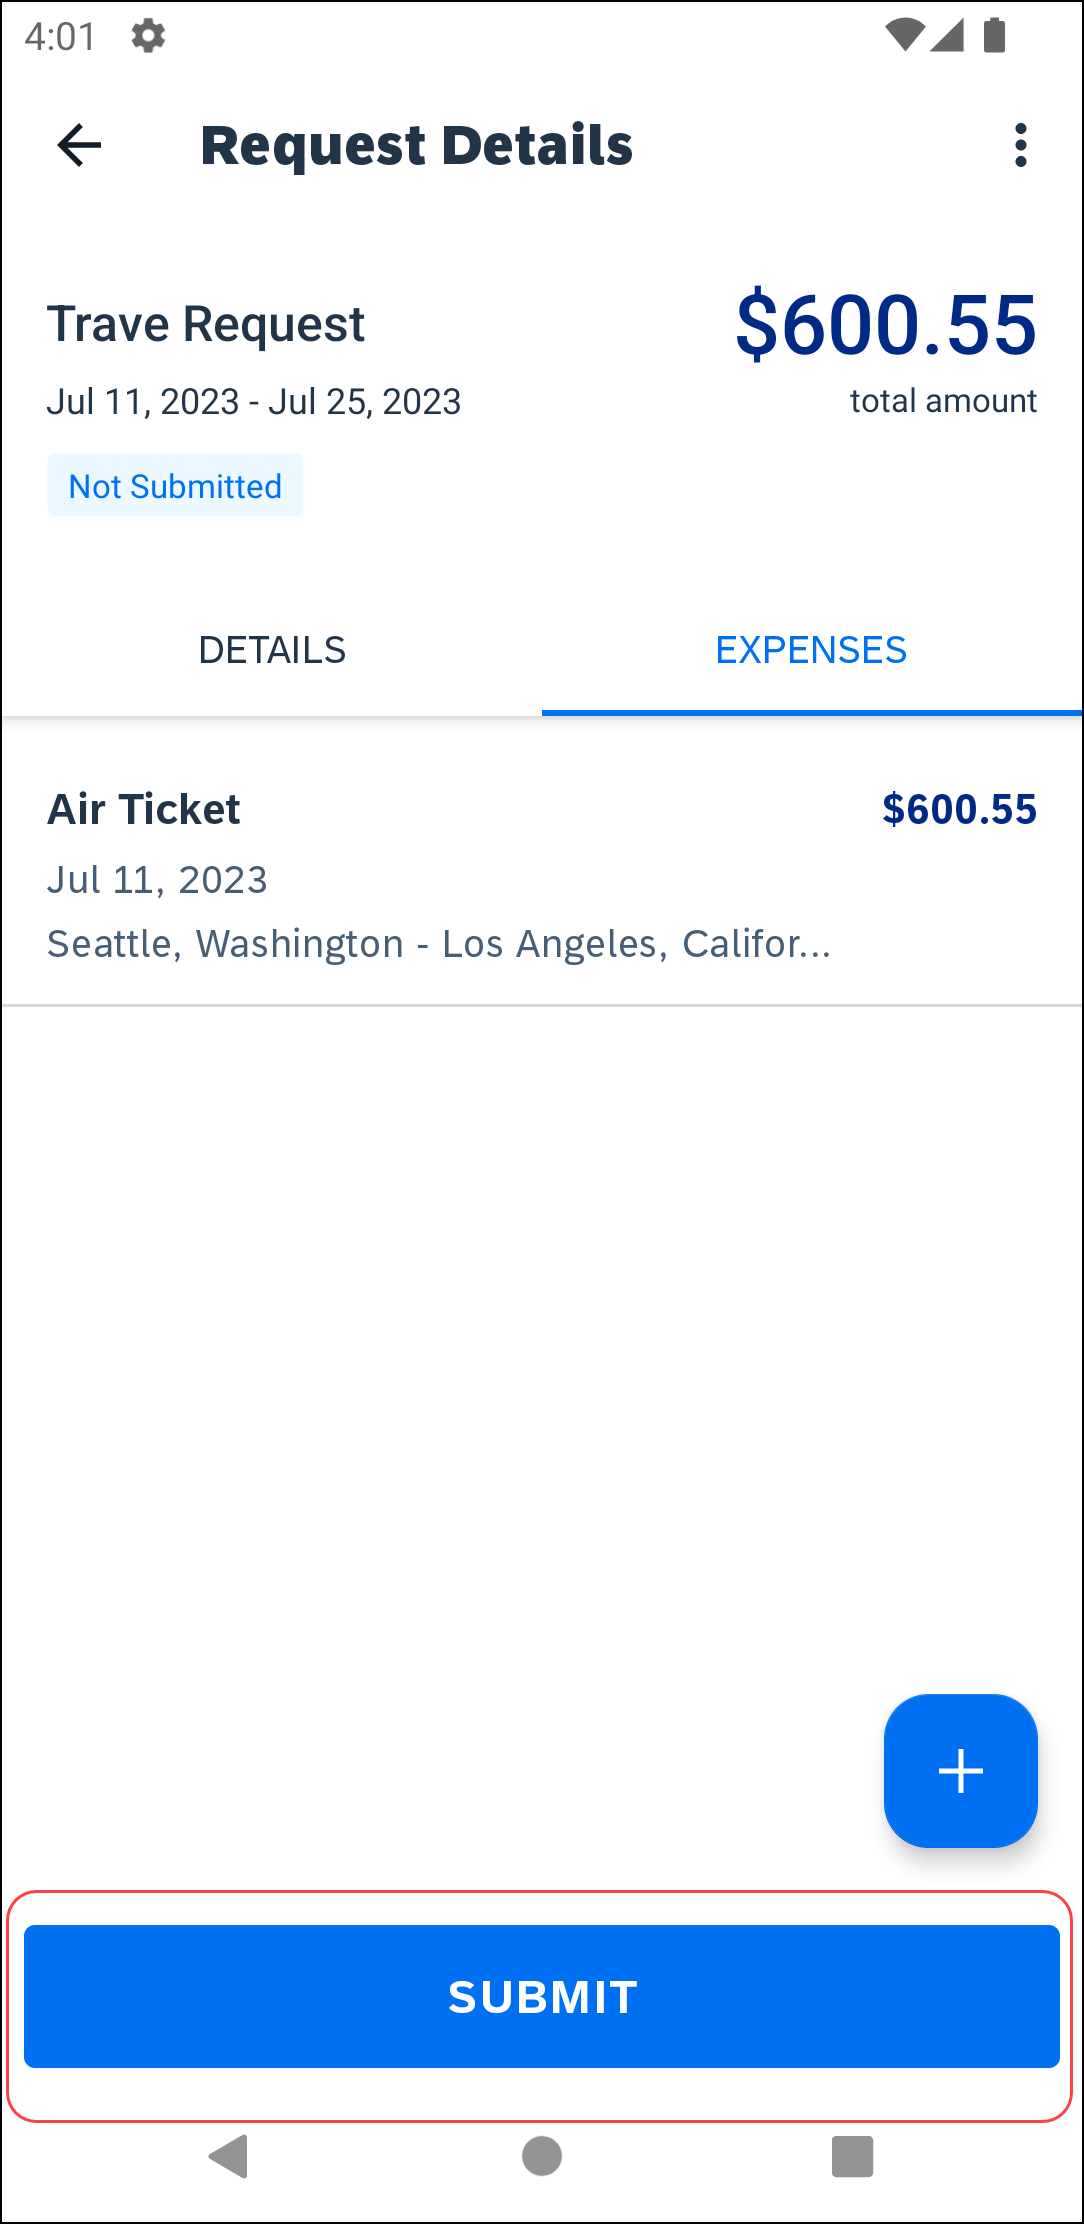 4:01
Request Details
Trave Request
$600.55
Jul 11, 2023 - Jul 25, 2023
total amount
Not Submitted
DETAILS
EXPENSES
Air Ticket
$600.55
Jul 11, 2023
Seattle, Washington - Los Angeles, Califor...
SUBMIT